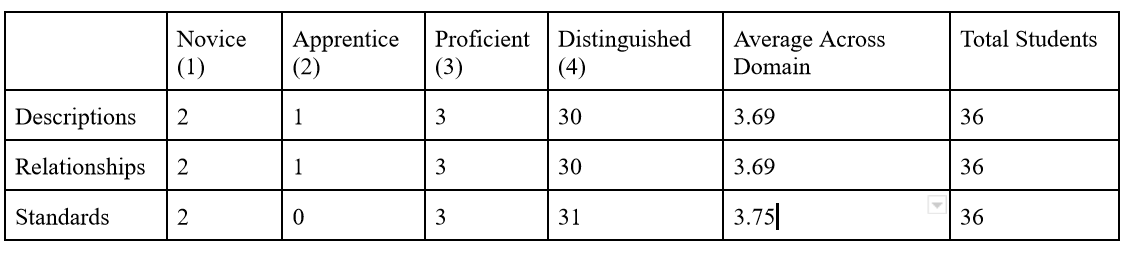 Novice Apprentice Proficient Distinguished Average Across Total Students
(1) (2) (3) (4) Domain
Descriptions 2 1 3 30 3.69 36
Relationships 2 1 3 30 3.69 36
Standards 2 0 3 31 3.75 36